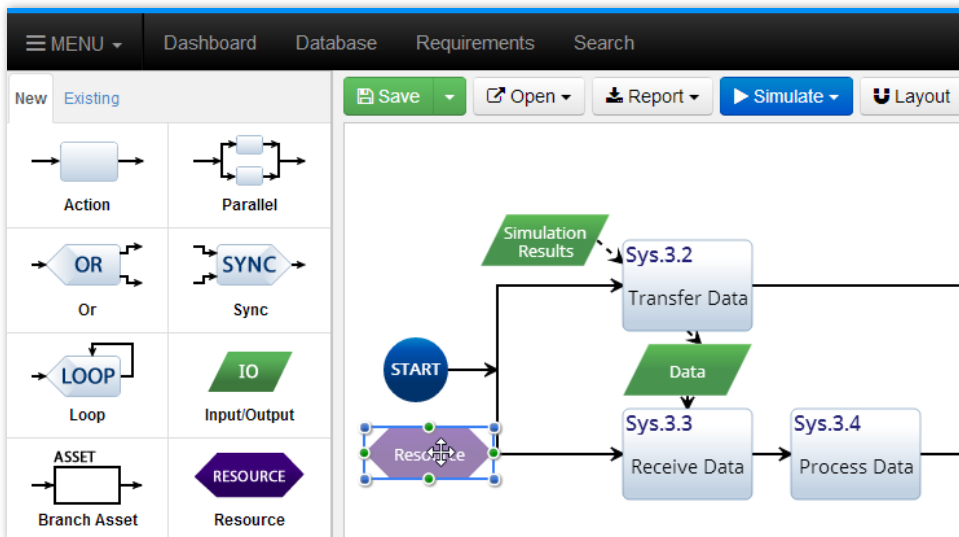 MENU Dashboard Database Requirements Search
New Existing
Save Open Report Simulate Layout
Action
Parallel
OR
Or
SYNC
Sync
LOOP
Loop
IO
Input/Output
ASSET
Branch Asset
RESOURCE
Resource
Simulation
Results
Sys.3.2
Transfer Data
START
Data
Resource
Sys.3.3
Receive Data
Sys.3.4
Process Data